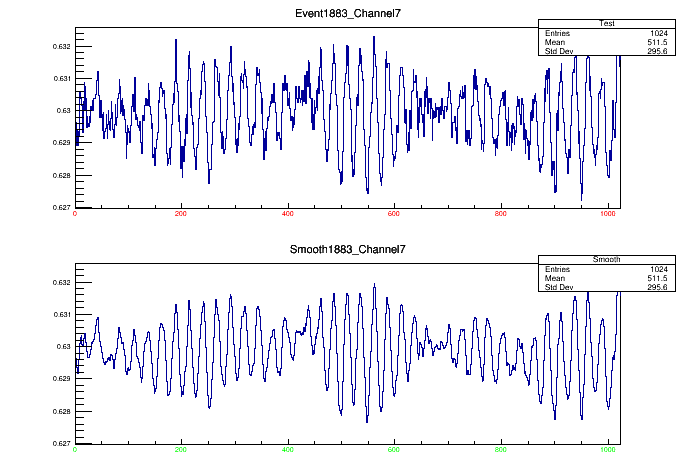 Event1883_Channel7
Test
Entries 1024
Mean 511.5
Std Dev 295.6
0.632
0.631
0.63
0.629
0.628
0.627
0 200 400 600 800 1000
Smooth1883_Channel7
Smooth
Entries 1024
Mean 511.5
Std Dev 295.6
0.632
0.631
0.63
0.629
0.628
0.627
0 200 400 600 800 1000